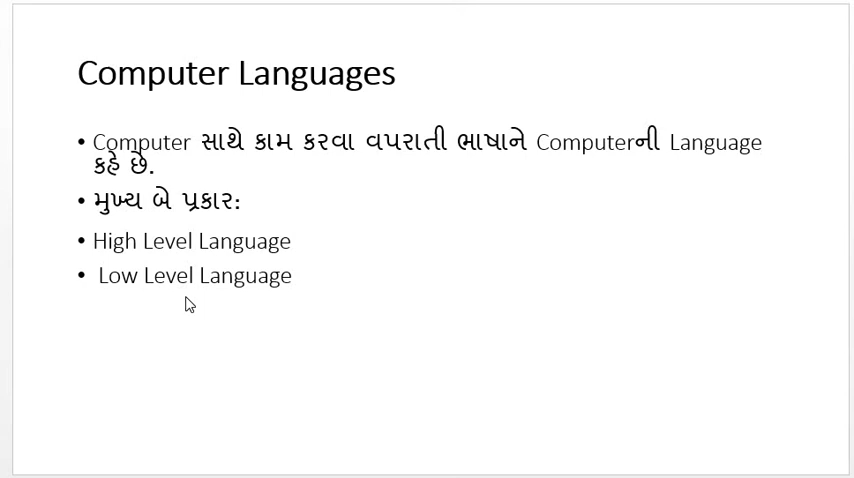 Computer Languages
• Computer સાથે કામ કરવા વપરાતી ભાષાને Computerની Language
કહે છે.
• મુખ્ય બે પ્રકાર:
• High Level Language
• Low Level Language